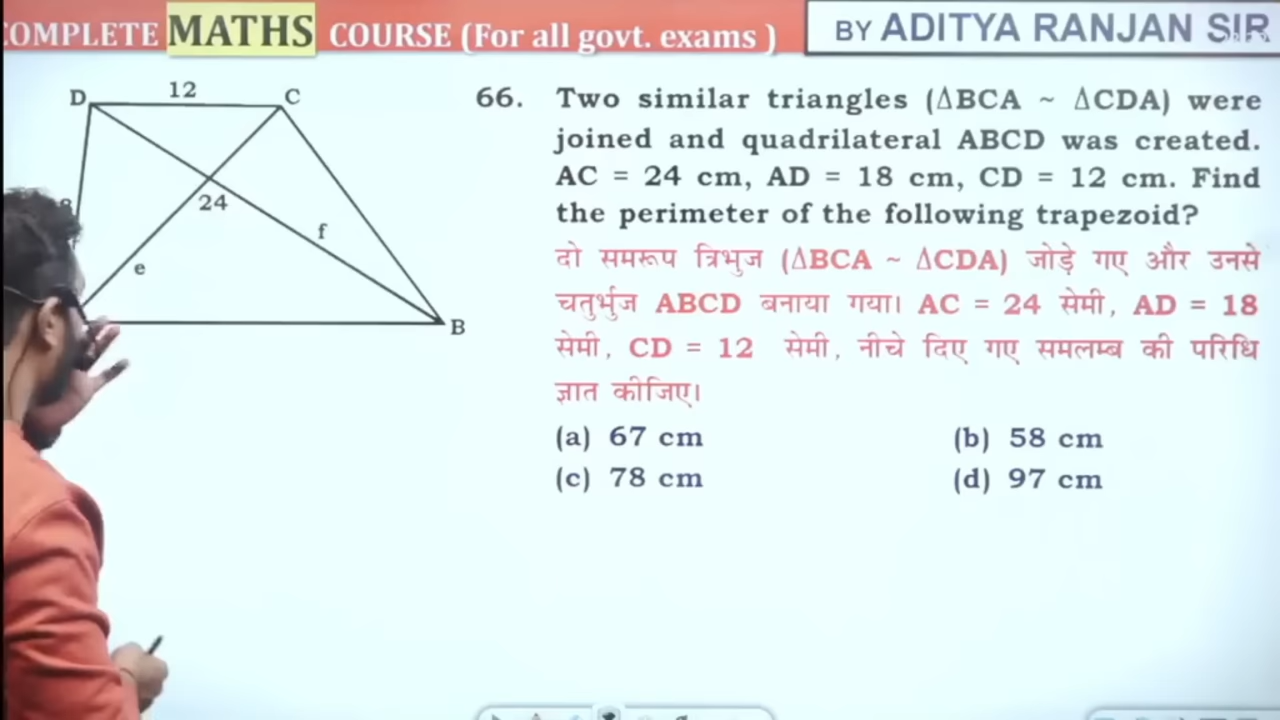 COMPLETE MATHS COURSE (For all govt. exams )
BY ADITYA RANJAN SIR
D
12
C
24
f
e
B
66. Two similar triangles (ΔBCA ~ ΔCDA) were
joined and quadrilateral ABCD was created.
AC = 24 cm, AD = 18 cm, CD = 12 cm. Find
the perimeter of the following trapezoid?
दो समरूप त्रिभुज (ΔBCA ~ ΔCDA) जोड़े गए और उनसे
चतुर्भुज ABCD बनाया गया। AC = 24 सेमी, AD = 18
सेमी, CD = 12 सेमी, नीचे दिए गए समलम्ब की परिधि
ज्ञात कीजिए।
(a) 67 cm (b) 58 cm
(c) 78 cm (d) 97 cm